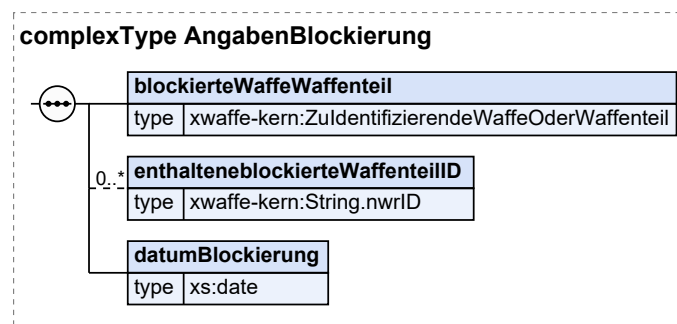 complexType AngabenBlockierung
blockierteWaffeWaffenteil
type xwaffe-kern:ZuIdentifizierendeWaffeOderWaffenteil
0..* enthalteneblockierteWaffenteilID
type xwaffe-kern:String.nwrID
datumBlockierung
type xs:date